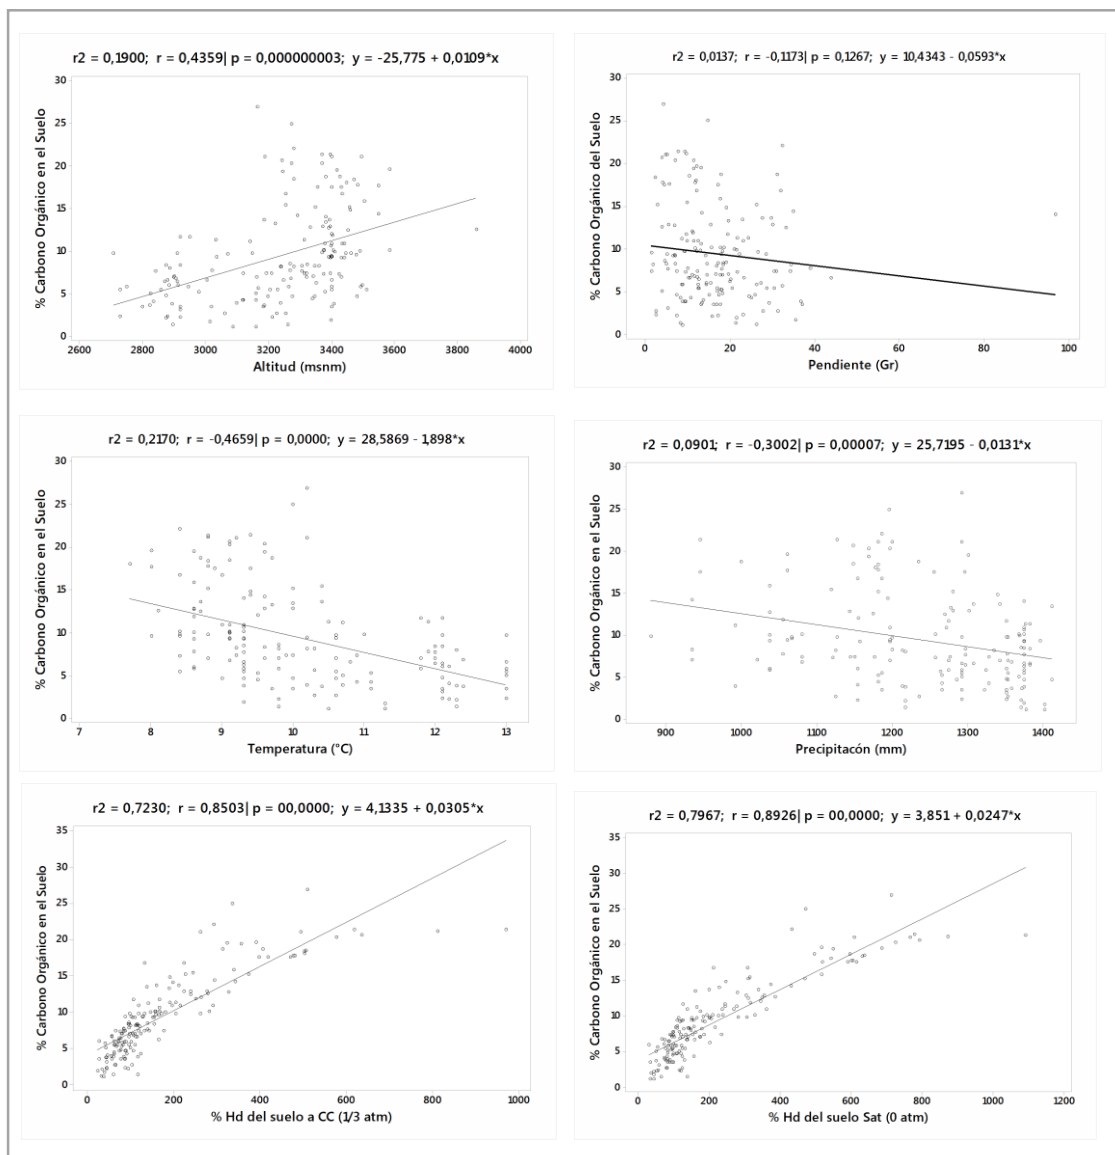 r2 = 0,1900; r = 0,4359| p = 0,000000003; y = -25,775 + 0,0109*x
% Carbono Orgánico en el Suelo
30
25
20
15
10
5
0
2600 2800 3000 3200 3400 3600 3800 4000
Altitud (msnm)
r2 = 0,0137; r = -0,1173| p = 0,1267; y = 10,4343 - 0,0593*x
% Carbono Orgánico del Suelo
30
25
20
15
10
5
0
0 20 40 60 80 100
Pendiente (Gr)
r2 = 0,2170; r = -0,4659| p = 0,0000; y = 28,5869 - 1,898*x
% Carbono Orgánico en el Suelo
30
25
20
15
10
5
0
7 8 9 10 11 12 13
Temperatura (°C)
r2 = 0,0901; r = -0,3002| p = 0,00007; y = 25,7195 - 0,0131*x
% Carbono Orgánico en el Suelo
30
25
20
15
10
5
0
900 1000 1100 1200 1300 1400
Precipitacón (mm)
r2 = 0,7230; r = 0,8503| p = 00,0000; y = 4,1335 + 0,0305*x
% Carbono Orgánico en el Suelo
35
30
25
20
15
10
5
0
0 200 400 600 800 1000
% Hd del suelo a CC (1/3 atm)
r2 = 0,7967; r = 0,8926| p = 00,0000; y = 3,851 + 0,0247*x
% Carbono Orgánico en el Suelo
35
30
25
20
15
10
5
0
0 200 400 600 800 1000 1200
% Hd del suelo Sat (0 atm)